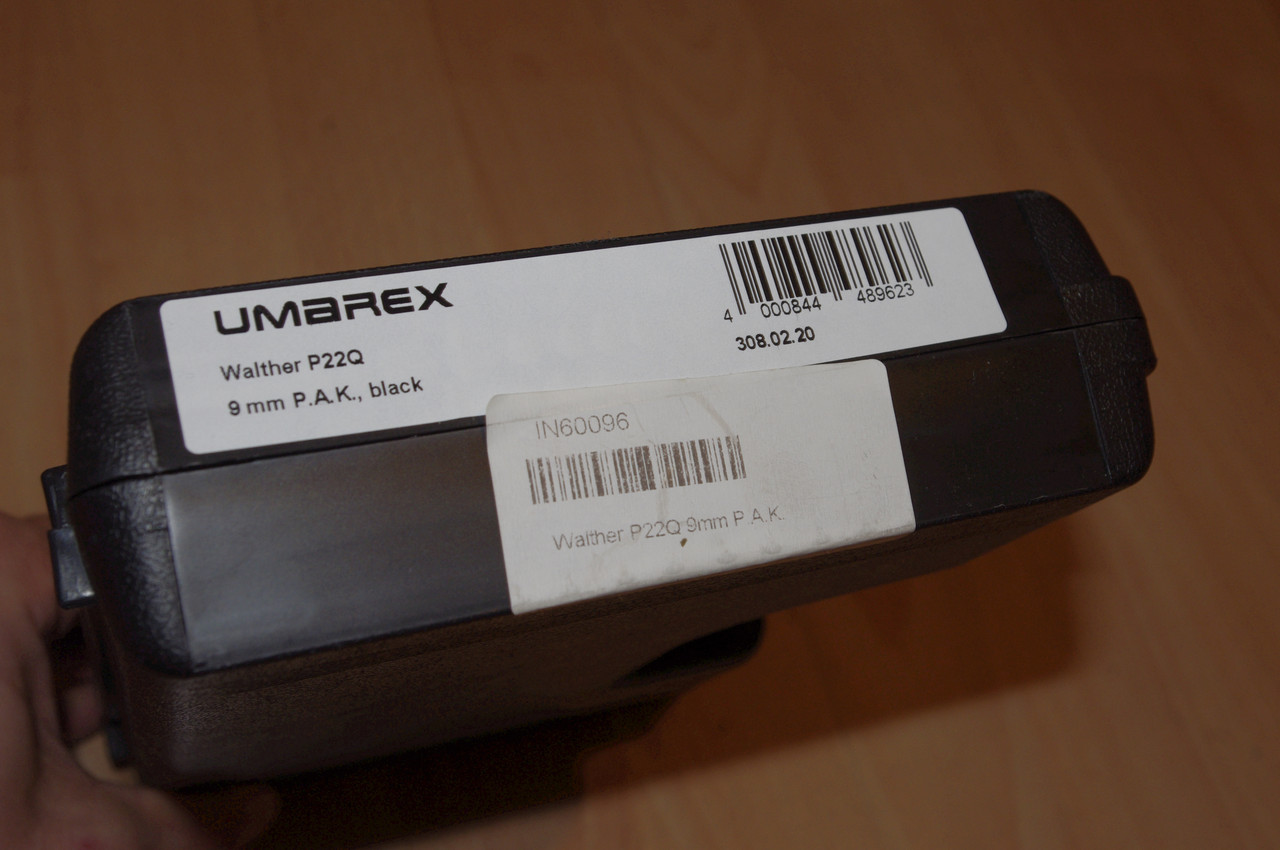 UMAREX
Walther P22Q
9 mm P.A.K., black
4 000844 489623
308.02.20
IN60096
Walther P22Q 9mm P.A.K.